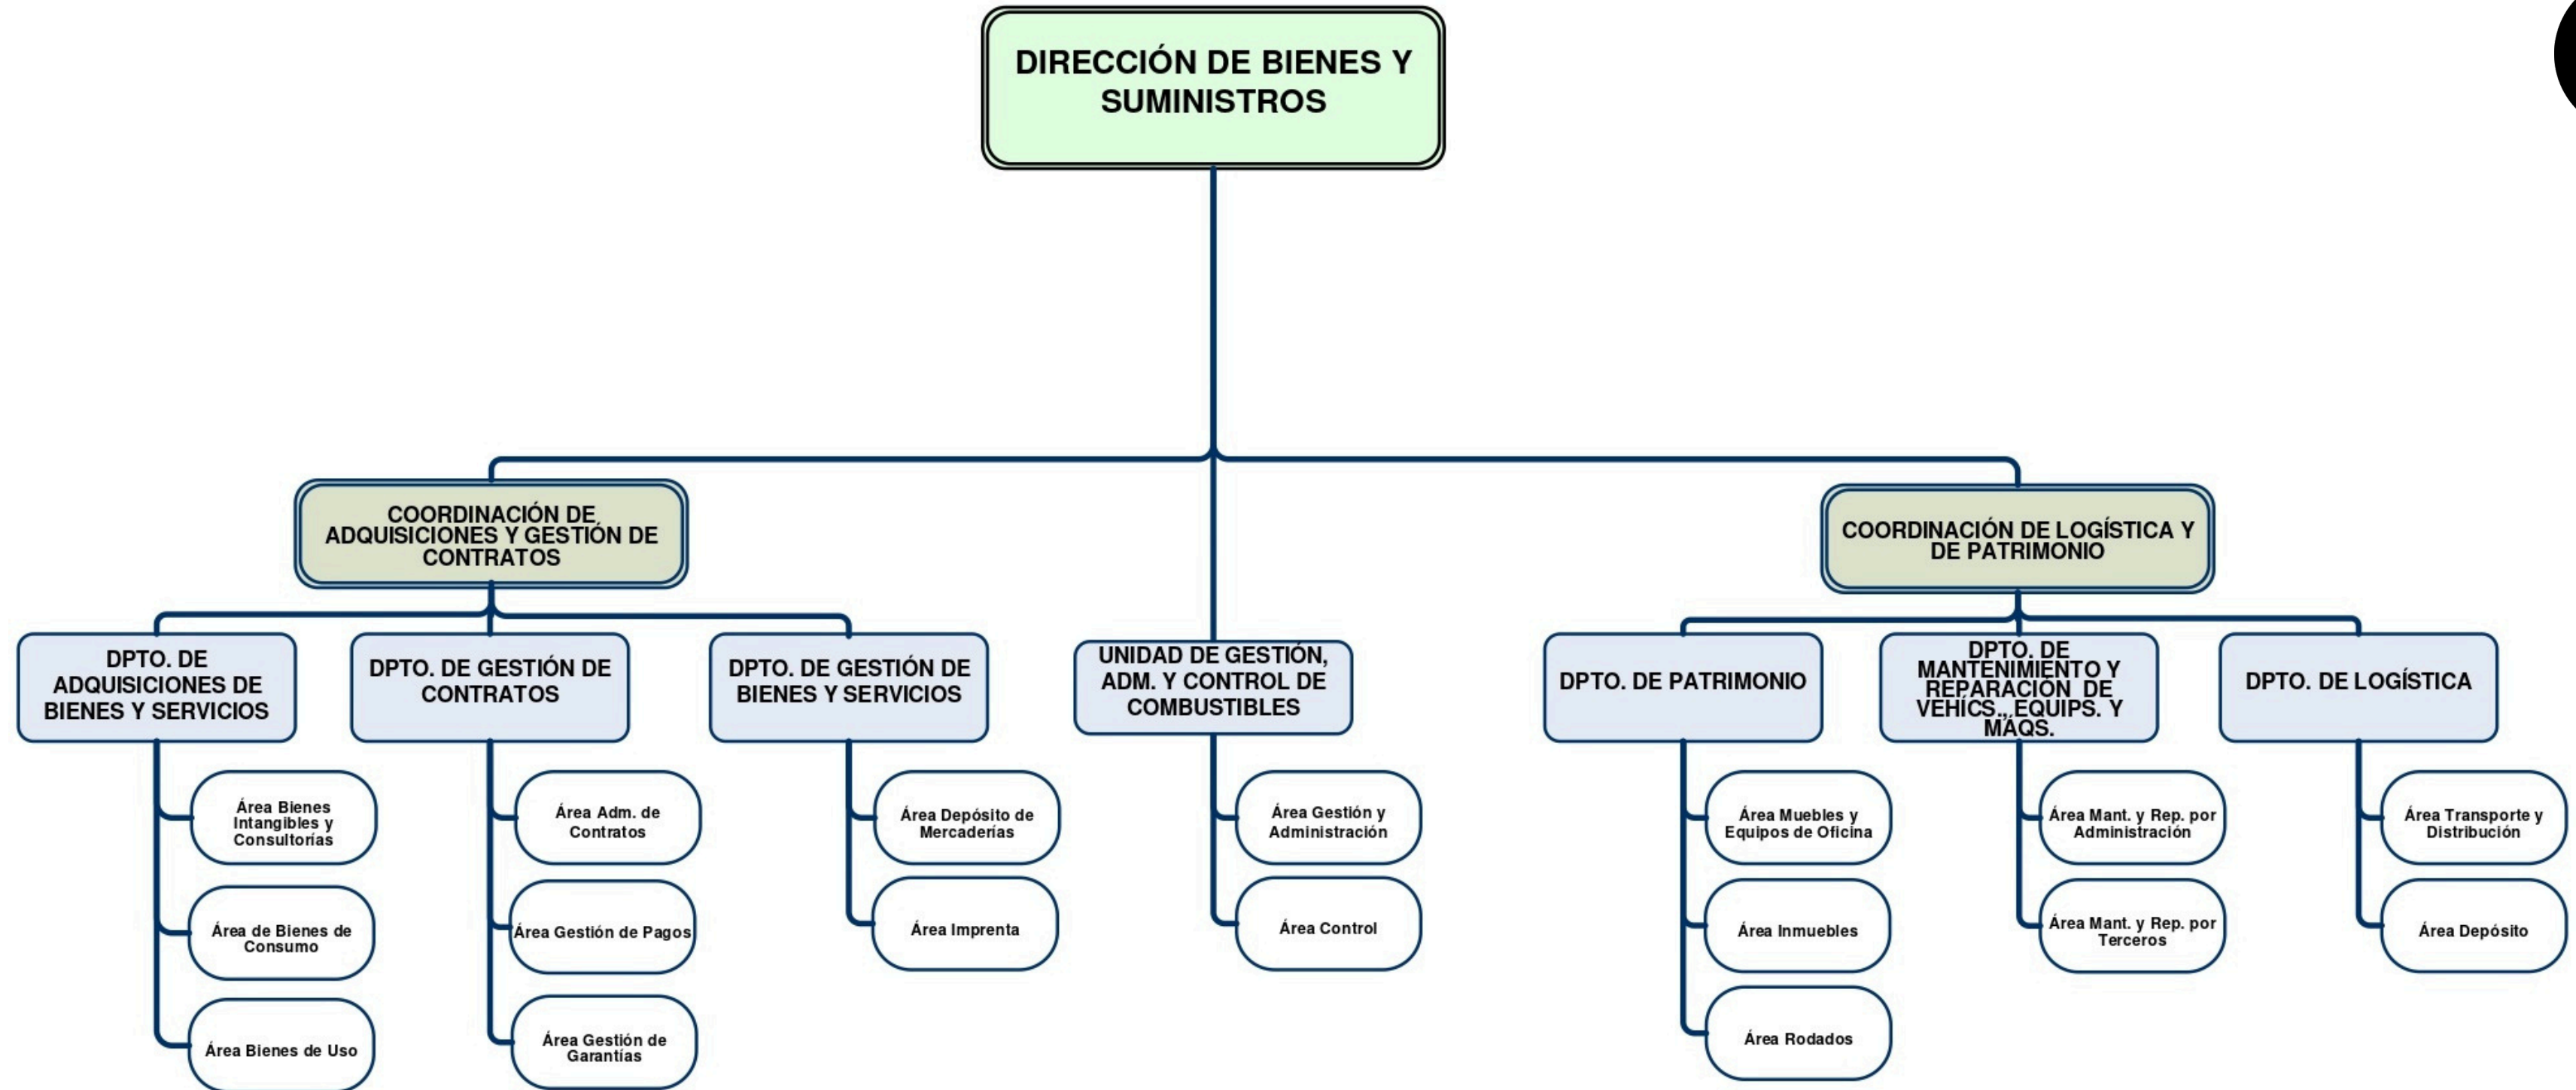 DIRECCIÓN DE BIENES Y
SUMINISTROS
COORDINACIÓN DE
ADQUISICIONES Y GESTIÓN DE
CONTRATOS
COORDINACIÓN DE LOGÍSTICA Y
DE PATRIMONIO
DPTO. DE
ADQUISICIONES DE
BIENES Y SERVICIOS
DPTO. DE GESTIÓN DE
CONTRATOS
DPTO. DE GESTIÓN DE
BIENES Y SERVICIOS
UNIDAD DE GESTIÓN,
ADM. Y CONTROL DE
COMBUSTIBLES
DPTO. DE PATRIMONIO
DPTO. DE
MANTENIMIENTO Y
REPARACIÓN DE
VEHÍCS., EQUIPS. Y
MÁQS.
DPTO. DE LOGÍSTICA
Área Bienes
Intangibles y
Consultorías
Área Adm. de
Contratos
Área Depósito de
Mercaderías
Área Gestión y
Administración
Área Muebles y
Equipos de Oficina
Área Mant. y Rep. por
Administración
Área Transporte y
Distribución
Área de Bienes de
Consumo
Área Gestión de Pagos
Área Imprenta
Área Control
Área Inmuebles
Área Mant. y Rep. por
Terceros
Área Depósito
Área Bienes de Uso
Área Gestión de
Garantías
Área Rodados